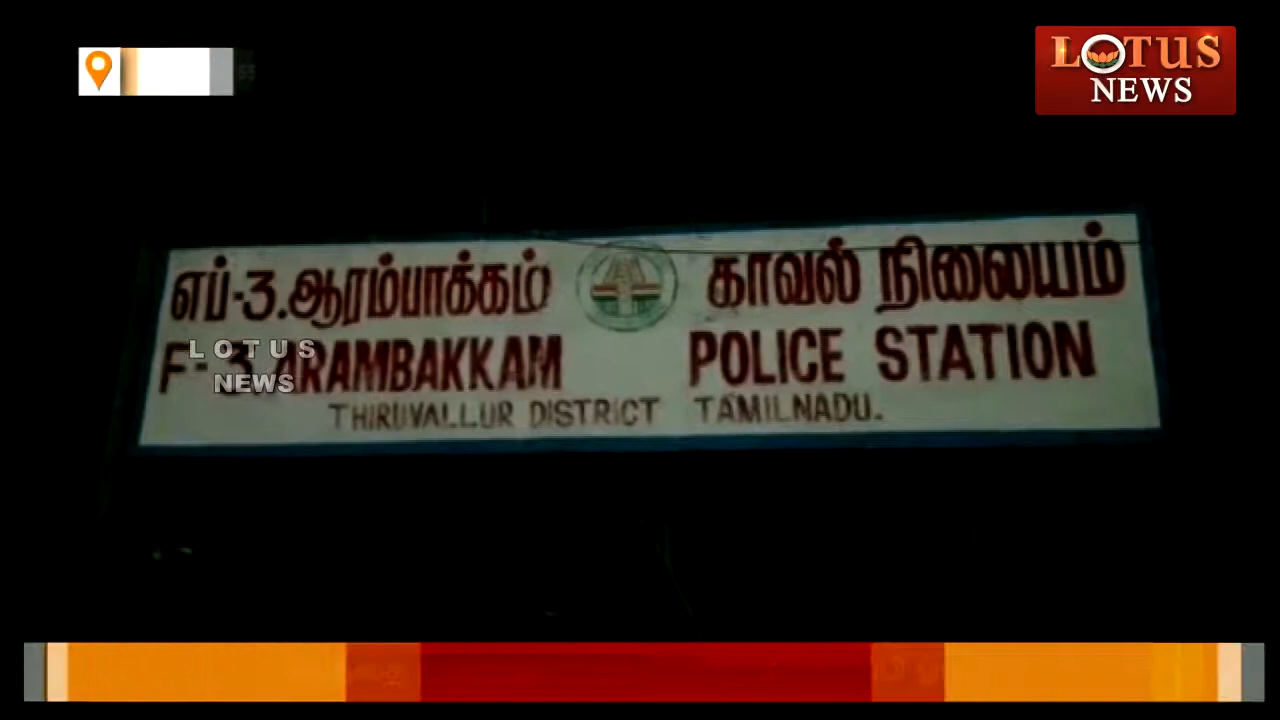 LOTUS
NEWS
எப்-3.ஆரம்பாக்கம் காவல் நிலையம்
F-3.ARAMBAKKAM POLICE STATION
THIRUVALLUR DISTRICT TAMILNADU.
LOTUS
NEWS